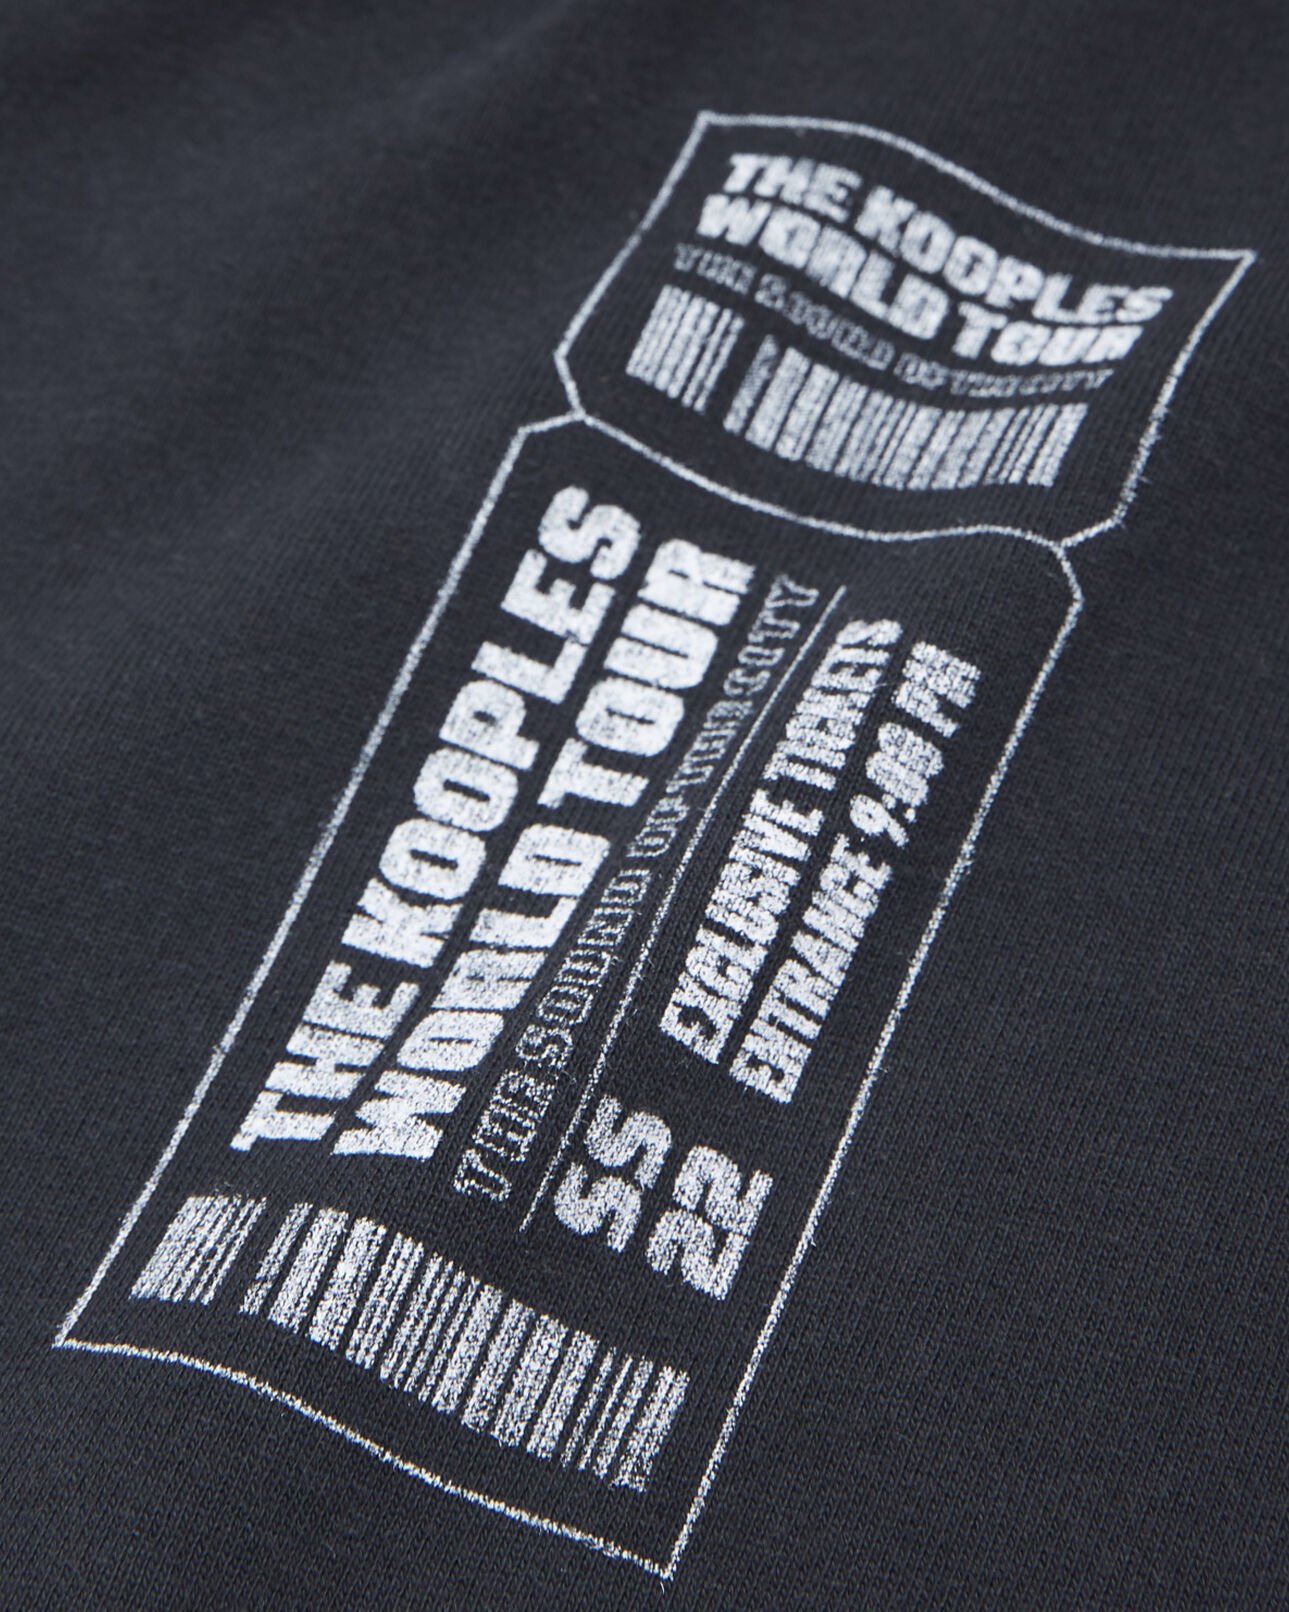 THE KOOPLES
WORLD TOUR
THE SOUND OF THE CITY
THE KOOPLES
WORLD TOUR
THE SOUND OF THE CITY
EXCLUSIVE TICKETS
ENTRANCE 9:00 PM
SS
22